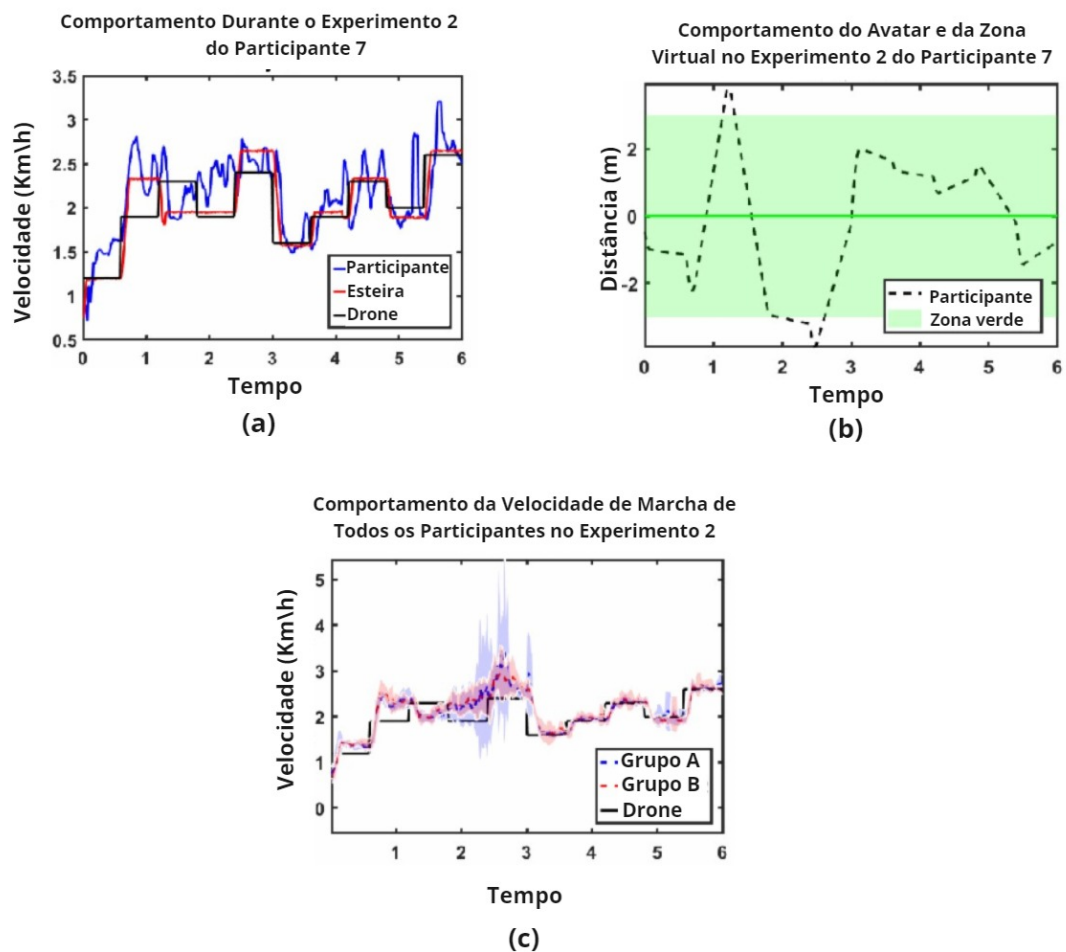 Comportamento Durante o Experimento 2
do Participante 7
Velocidade (Km\h)
3.5
3
2.5
2
1.5
1
0.5
Participante
Esteira
Drone
0 1 2 3 4 5 6
Tempo
(a)
Comportamento do Avatar e da Zona
Virtual no Experimento 2 do Participante 7
Distância (m)
2
0
-2
Participante
Zona verde
0 1 2 3 4 5 6
Tempo
(b)
Comportamento da Velocidade de Marcha de
Todos os Participantes no Experimento 2
Velocidade (Km\h)
5
4
3
2
1
0
Grupo A
Grupo B
Drone
1 2 3 4 5 6
Tempo
(c)